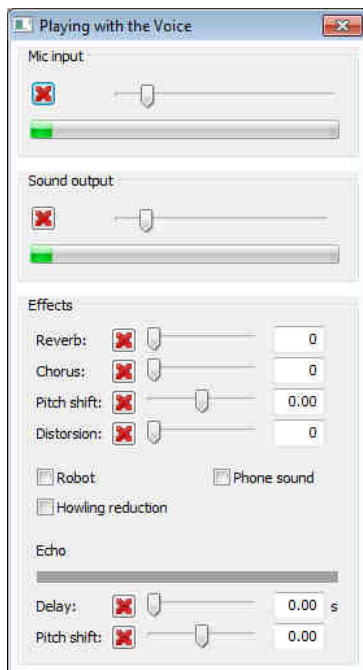 Playing with the Voice
Mic input
Sound output
Effects
Reverb: 0
Chorus: 0
Pitch shift: 0.00
Distorsion: 0
Robot Phone sound
Howling reduction
Echo
Delay: 0.00 s
Pitch shift: 0.00